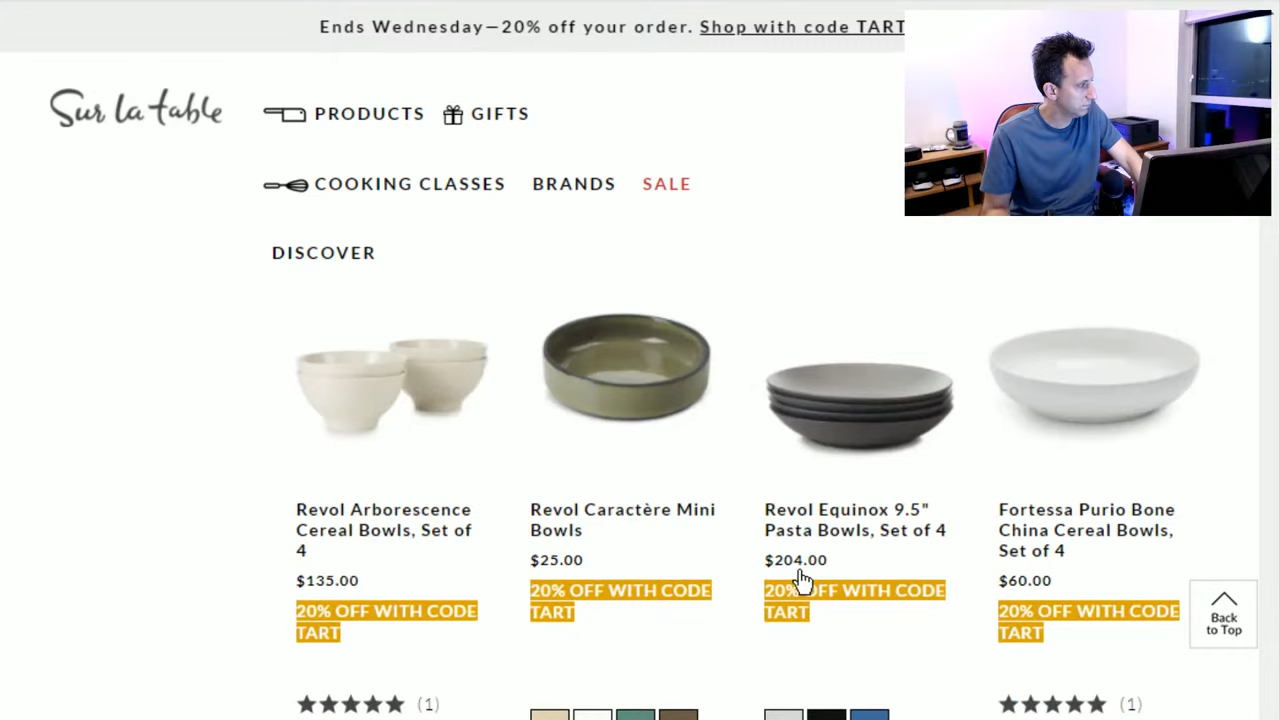 Ends Wednesday—20% off your order. Shop with code TART
Sur la table
PRODUCTS
GIFTS
COOKING CLASSES
BRANDS
SALE
DISCOVER
Revol Arborescence
Cereal Bowls, Set of
4
$135.00
20% OFF WITH CODE
TART
(1)
Revol Caractère Mini
Bowls
$25.00
20% OFF WITH CODE
TART
Revol Equinox 9.5"
Pasta Bowls, Set of 4
$204.00
20% OFF WITH CODE
TART
Fortessa Purio Bone
China Cereal Bowls,
Set of 4
$60.00
20% OFF WITH CODE
TART
(1)
Back
to Top